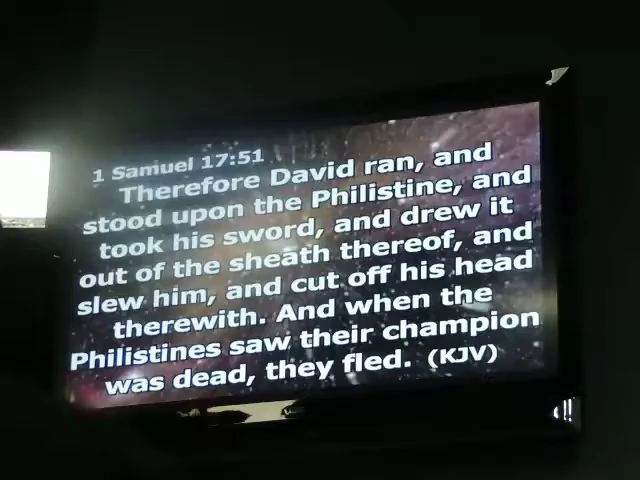 1 Samuel 17:51
Therefore David ran, and
stood upon the Philistine, and
took his sword, and drew it
out of the sheath thereof, and
slew him, and cut off his head
therewith. And when the
Philistines saw their champion
was dead, they fled. (KJV)